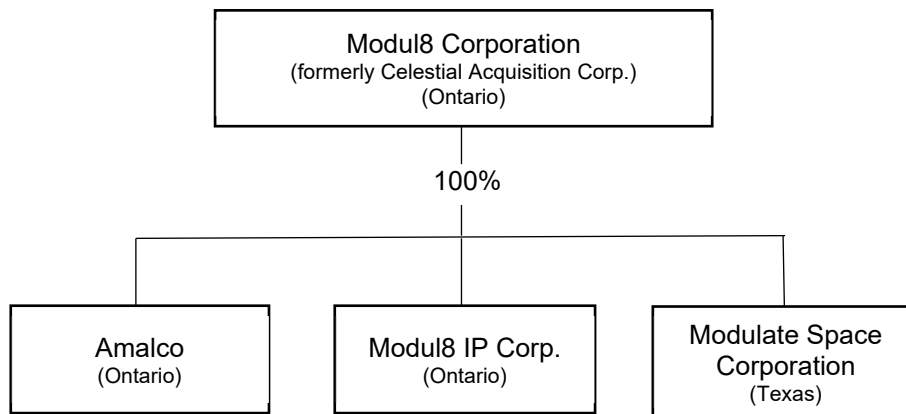 Modul8 Corporation
(formerly Celestial Acquisition Corp.)
(Ontario)
100%
Amalco
(Ontario)
Modul8 IP Corp.
(Ontario)
Modulate Space
Corporation
(Texas)